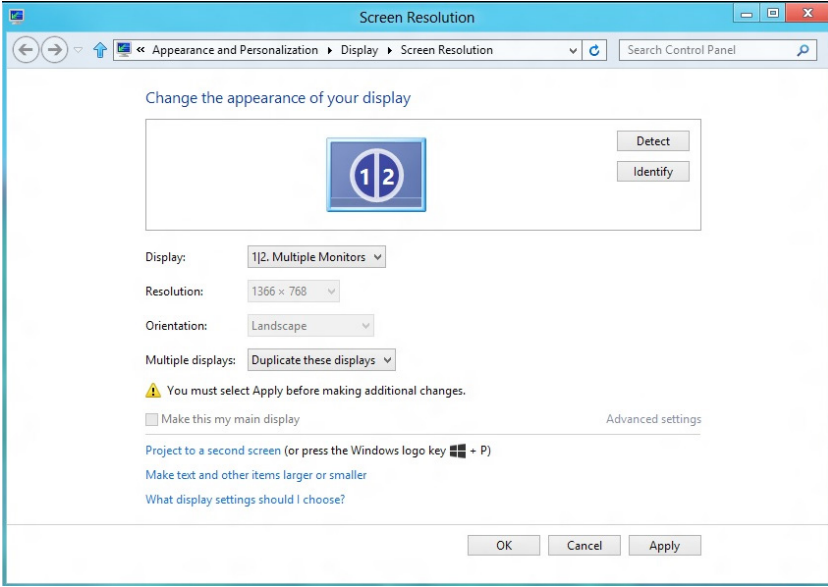 Screen Resolution
« Appearance and Personalization Display Screen Resolution Search Control Panel
Change the appearance of your display
1 2
Detect
Identify
Display: 1|2. Multiple Monitors
Resolution: 1366 × 768
Orientation: Landscape
Multiple displays: Duplicate these displays
You must select Apply before making additional changes.
Make this my main display Advanced settings
Project to a second screen (or press the Windows logo key + P)
Make text and other items larger or smaller
What display settings should I choose?
OK Cancel Apply